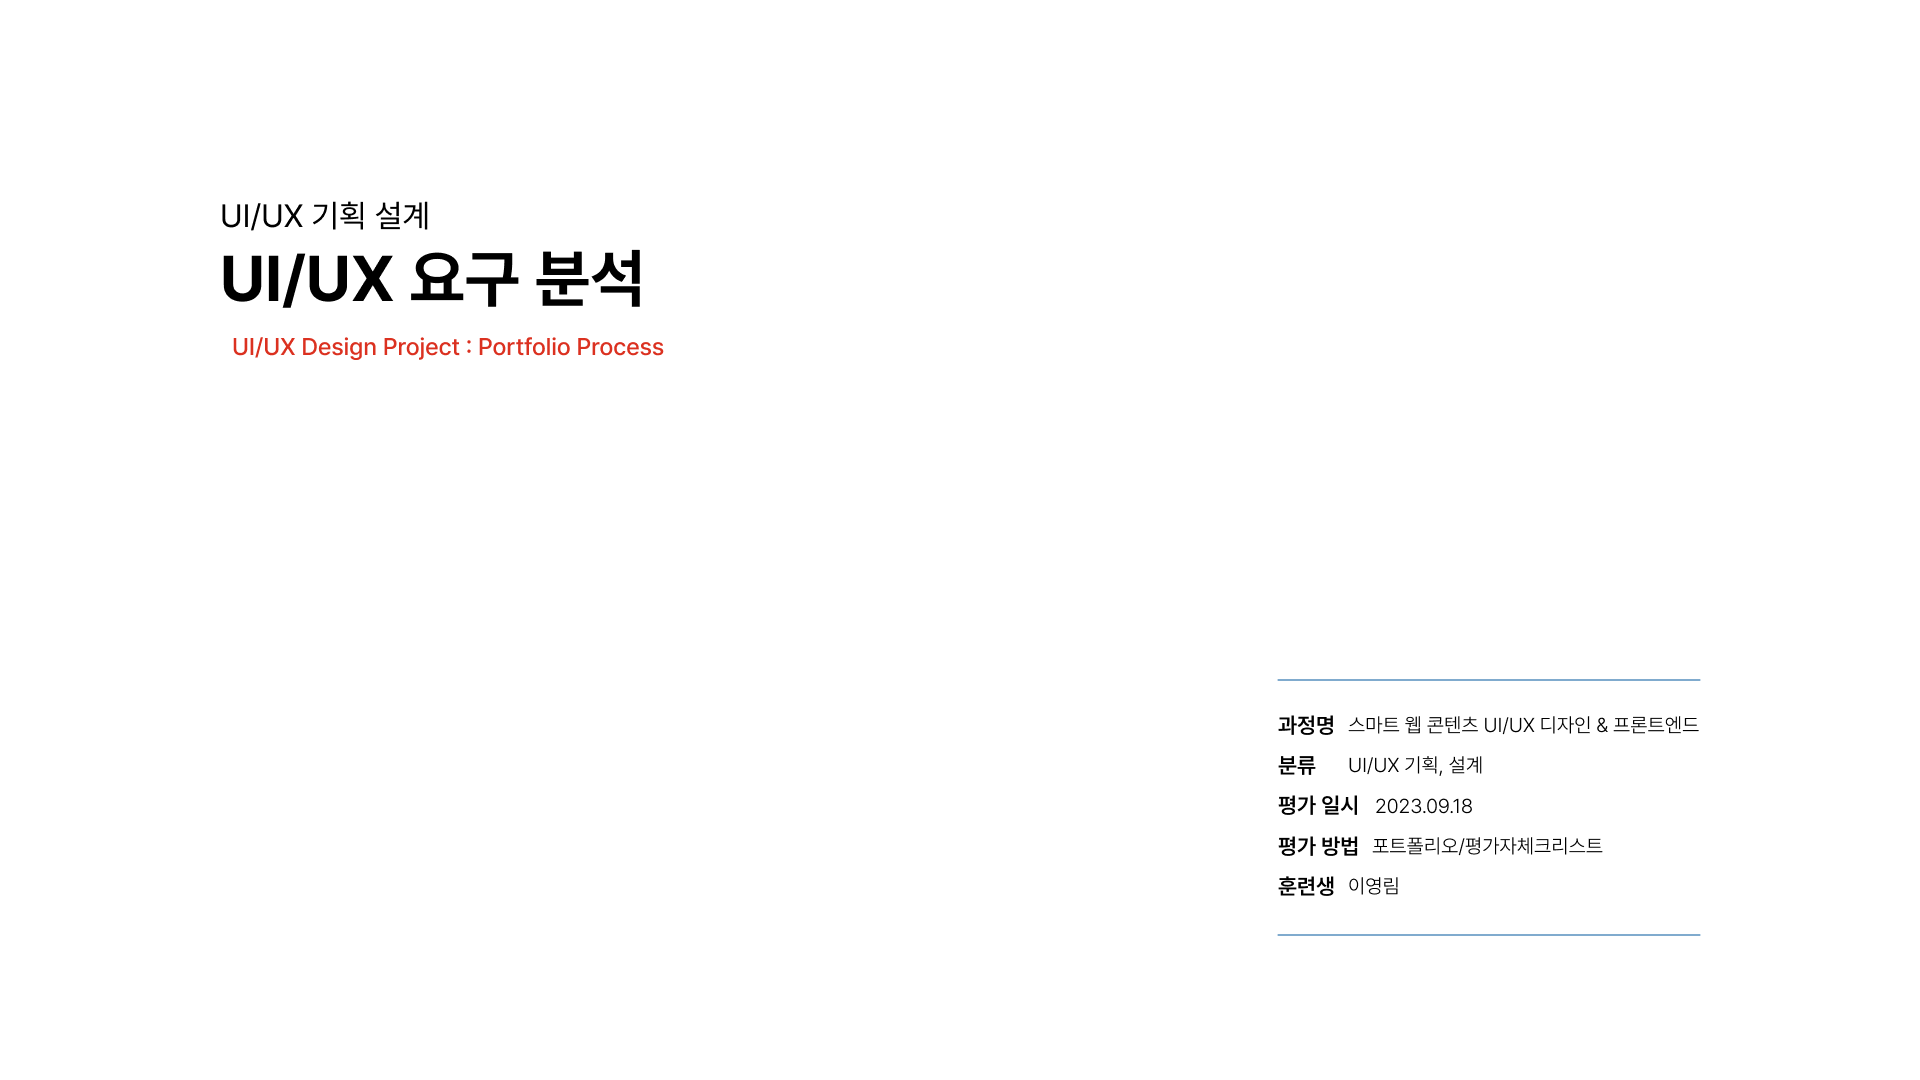 UI/UX 기획 설계
UI/UX 요구 분석
UI/UX Design Project : Portfolio Process
과정명 스마트 웹 콘텐츠 UI/UX 디자인 & 프론트엔드
분류 UI/UX 기획, 설계
평가 일시 2023.09.18
평가 방법 포트폴리오/평가자체크리스트
훈련생 이영림